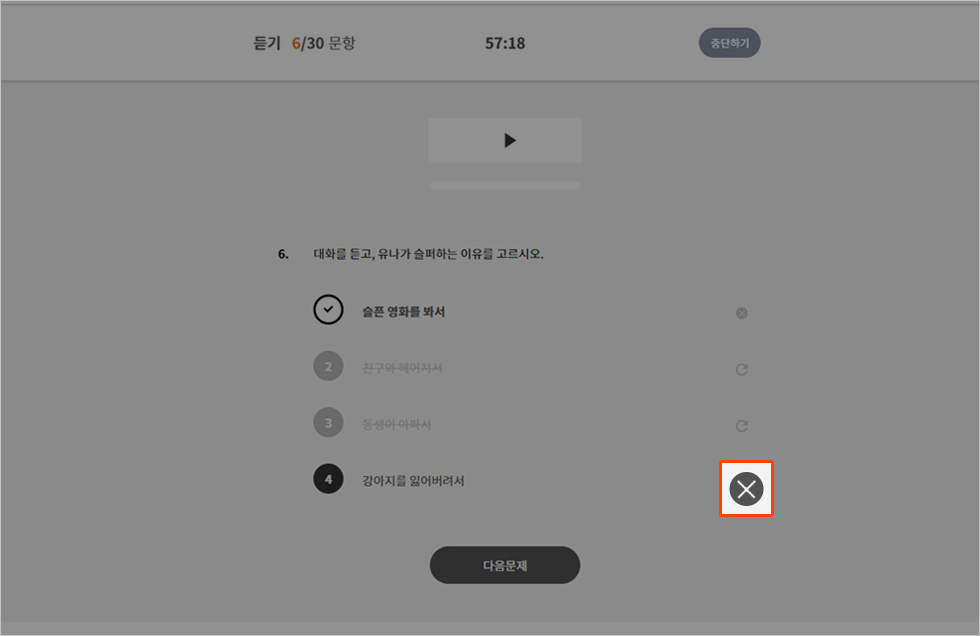 듣기 6/30 문항 57:18 중단하기
6. 대화를 듣고, 유나가 슬퍼하는 이유를 고르시오.
슬픈 영화를 봐서
2 친구와 헤어져서
3 동생이 아파서
4 강아지를 잃어버려서
다음문제